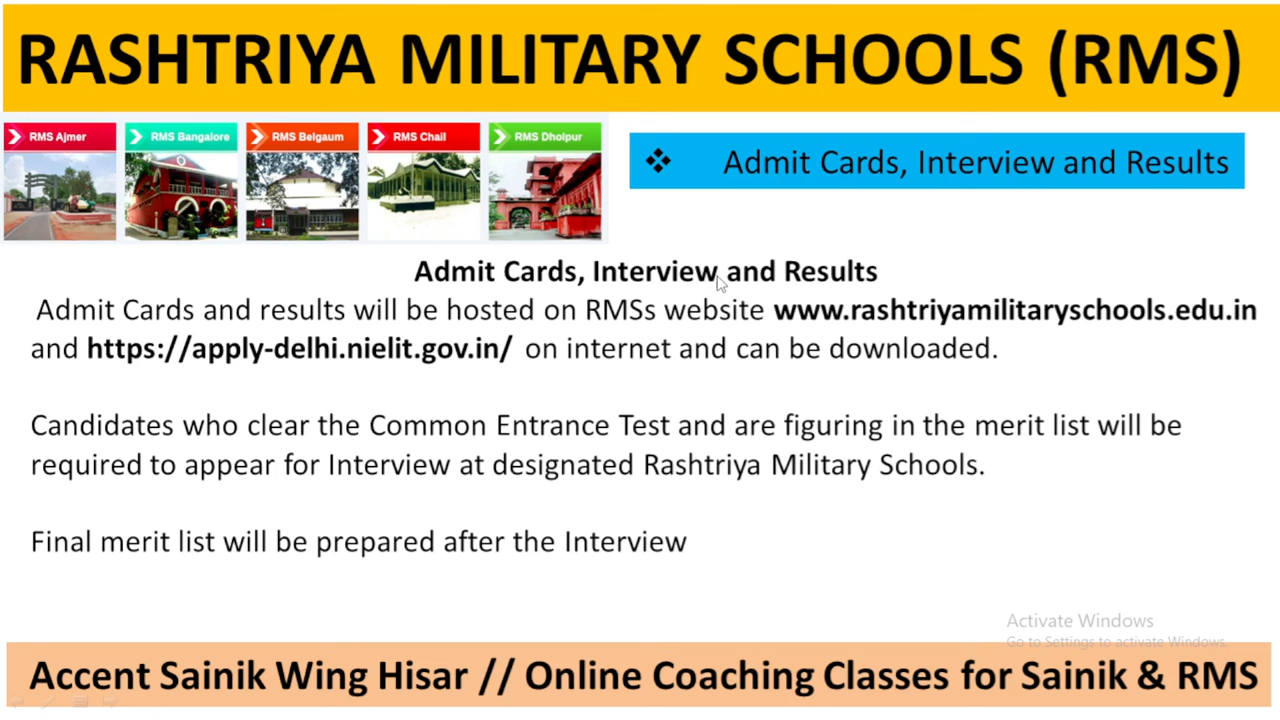 RASHTRIYA MILITARY SCHOOLS (RMS)
RMS Ajmer
RMS Bangalore
RMS Belgaum
RMS Chail
RMS Dholpur
❖ Admit Cards, Interview and Results
Admit Cards, Interview and Results
Admit Cards and results will be hosted on RMSs website www.rashtriyamilitaryschools.edu.in
and https://apply-delhi.nielit.gov.in/ on internet and can be downloaded.
Candidates who clear the Common Entrance Test and are figuring in the merit list will be
required to appear for Interview at designated Rashtriya Military Schools.
Final merit list will be prepared after the Interview
Activate Windows
Go to Settings to activate Windows.
Accent Sainik Wing Hisar // Online Coaching Classes for Sainik & RMS